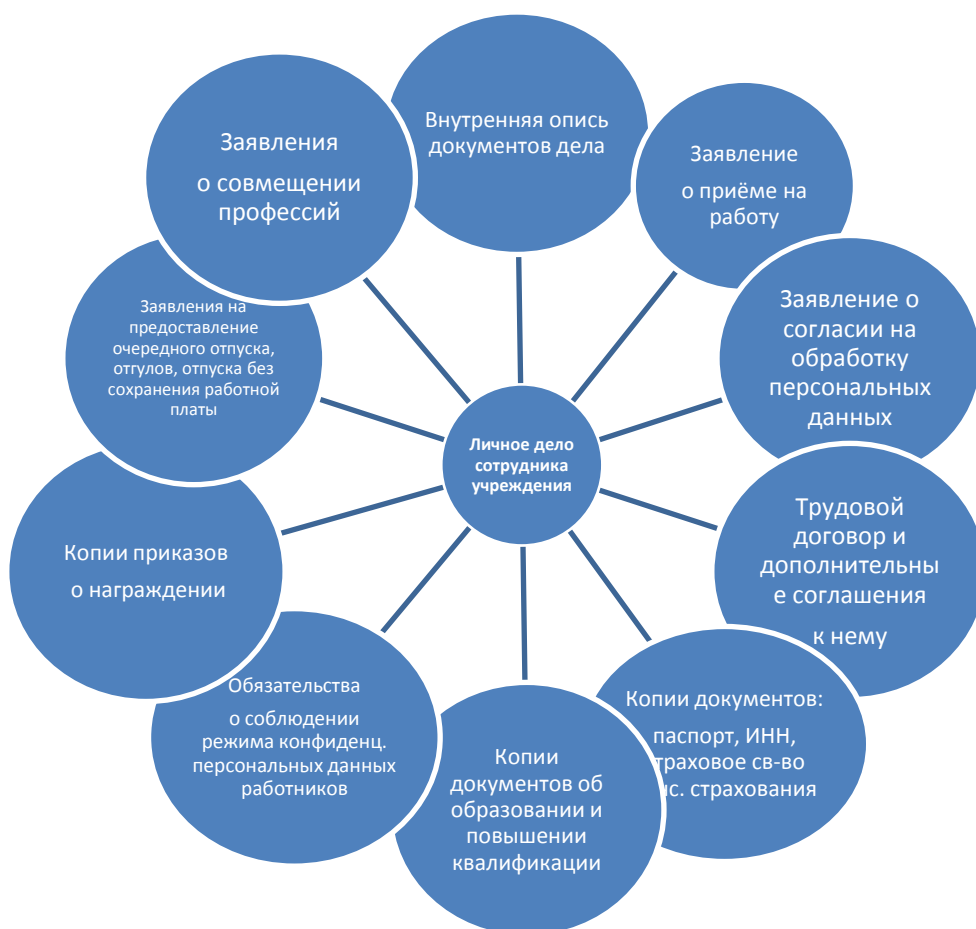 Внутренняя опись
документов дела
Заявление
о приёме на
работу
Заявление о
согласии на
обработку
персональных
данных
Трудовой
договор и
дополнительны
е соглашения
к нему
Копии документов:
паспорт, ИНН,
траховое св-во
с. страхования
Копии
документов об
образовании и
повышении
квалификации
Обязательства
о соблюдении
режима конфиденц.
персональных данных
работников
Копии приказов
о награждении
Заявления на
предоставление
очередного отпуска,
отгулов, отпуска без
сохранения работной
платы
Заявления
о совмещении
профессий
Личное дело
сотрудника
учреждения